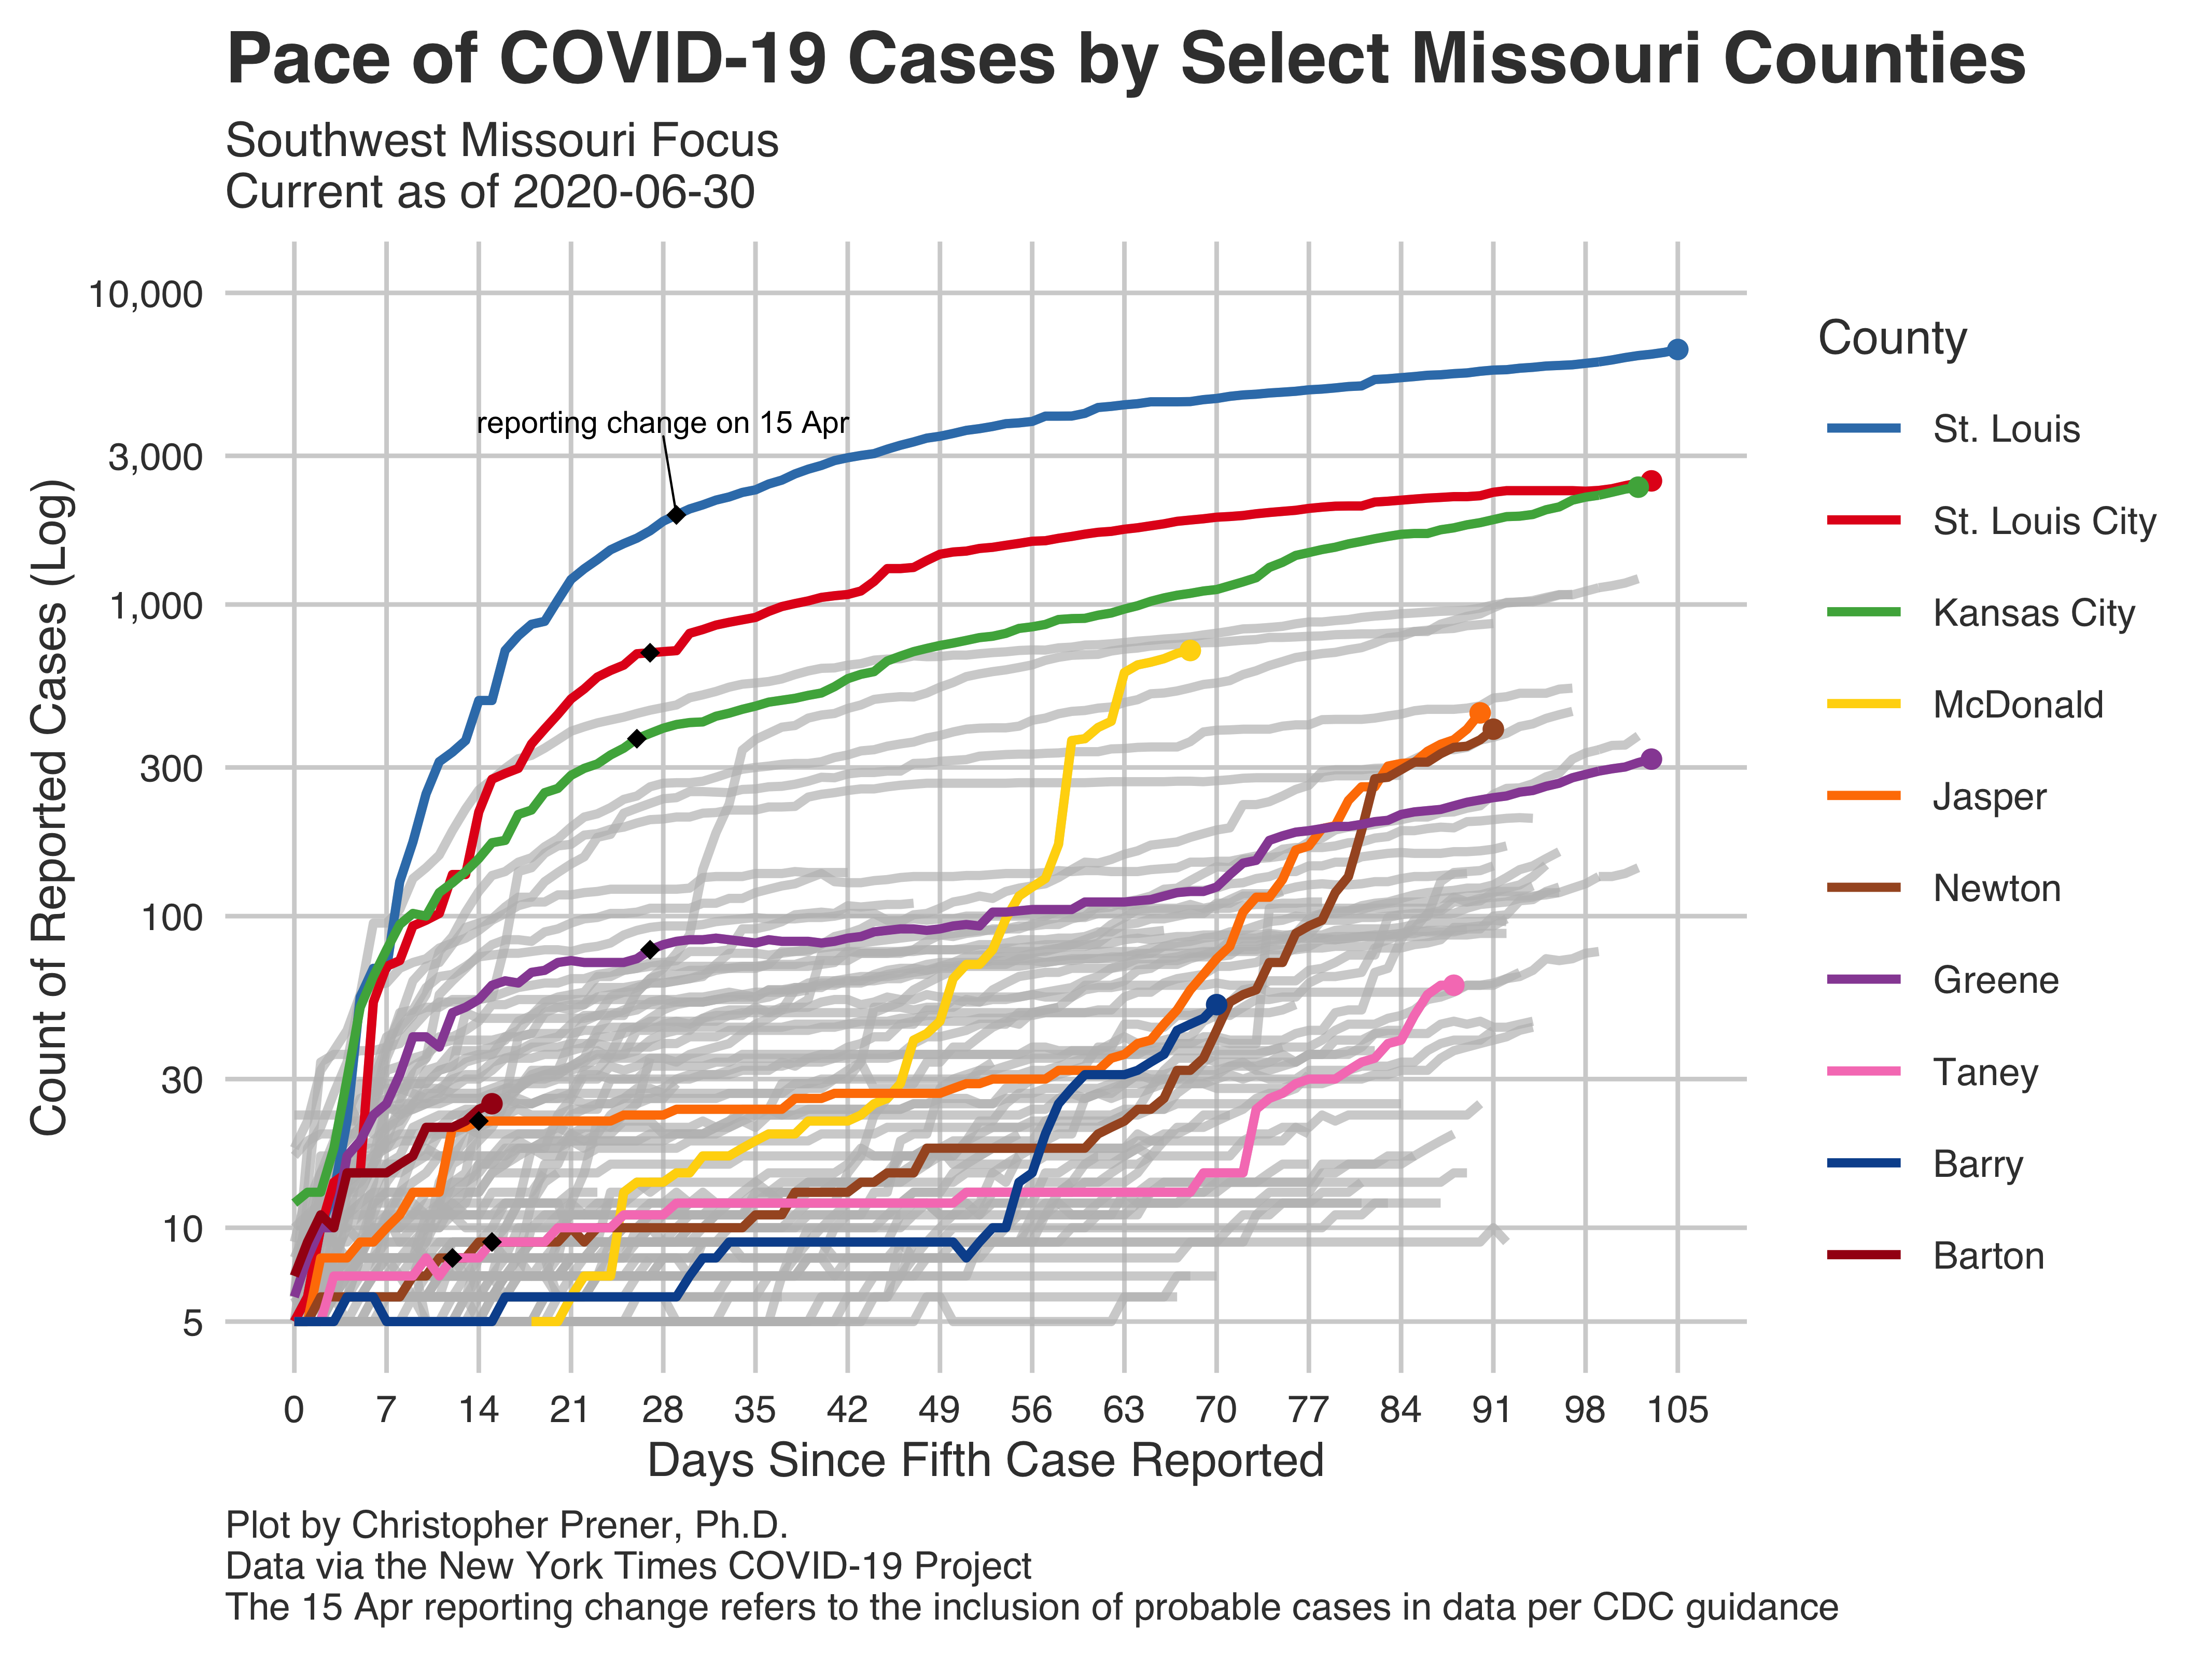 Pace of COVID-19 Cases by Select Missouri Counties
Southwest Missouri Focus
Current as of 2020-06-30
Count of Reported Cases (Log)
10,000
3,000
1,000
300
100
30
10
5
reporting change on 15 Apr
0 7 14 21 28 35 42 49 56 63 70 77 84 91 98 105
Days Since Fifth Case Reported
County
St. Louis
St. Louis City
Kansas City
McDonald
Jasper
Newton
Greene
Taney
Barry
Barton
Plot by Christopher Prener, Ph.D.
Data via the New York Times COVID-19 Project
The 15 Apr reporting change refers to the inclusion of probable cases in data per CDC guidance